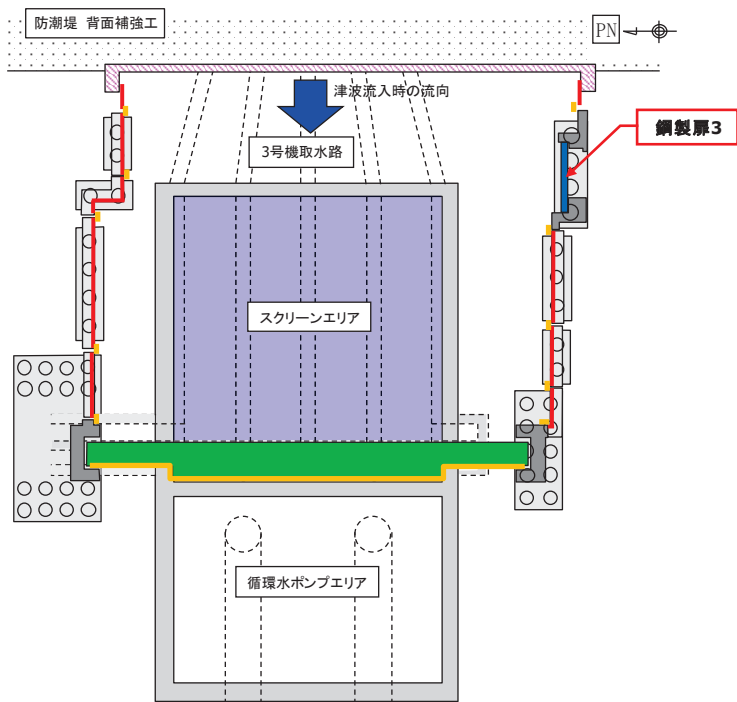 防潮堤 背面補強工
PN
津波流入時の流向
3号機取水路
鋼製扉3
スクリーンエリア
循環水ポンプエリア